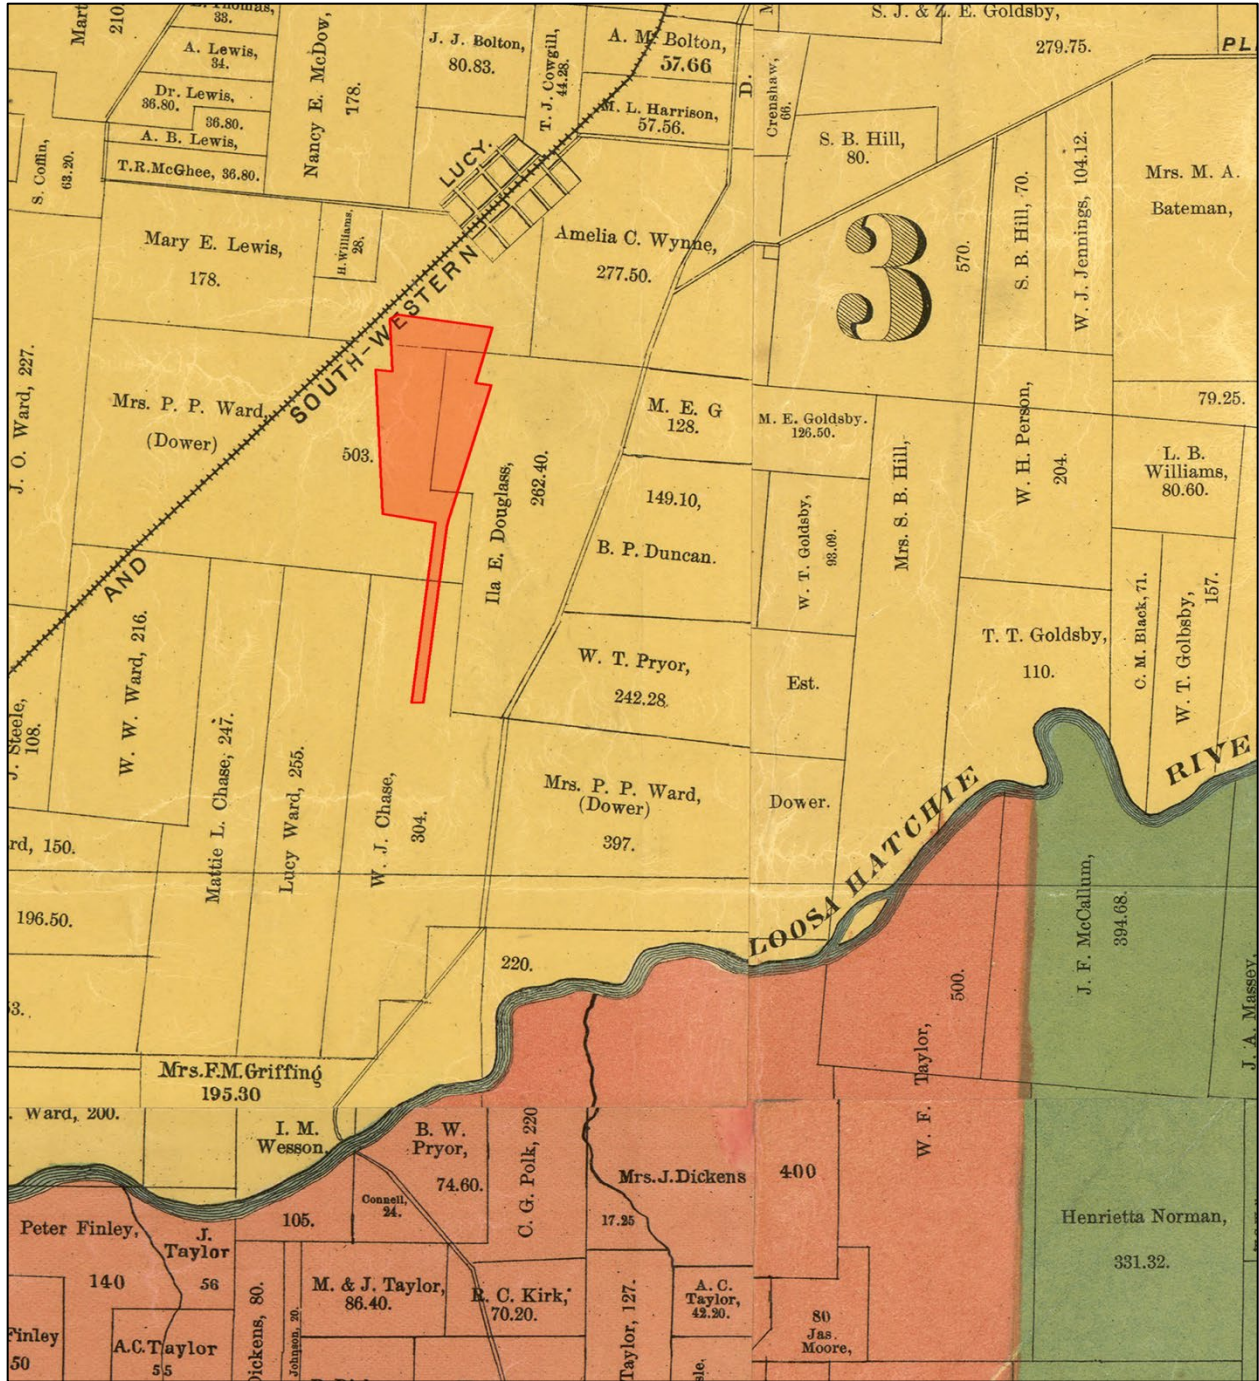 Mart
210.
L. Thomas,
33.
A. Lewis,
34.
Dr. Lewis,
36.80.
36.80.
A. B. Lewis,
T.R.McGhee, 36.80.
S. Coffin,
63.20.
Nancy E. McDow,
178.
J. J. Bolton,
80.83.
T. J. Cowgill,
44.28.
A. M. Bolton,
57.66
M. L. Harrison,
57.56.
D.
Crenshaw,
66.
S. J. & Z. E. Goldsby,
279.75.
PL
S. B. Hill,
80.
LUCY.
Mary E. Lewis,
178.
H. Williams,
28.
Amelia C. Wynne,
277.50.
3
570.
S. B. Hill, 70.
W. J. Jennings, 104.12.
Mrs. M. A.
Bateman,
SOUTH-WESTERN
AND
J. O. Ward, 227.
Mrs. P. P. Ward,
(Dower)
503.
Ila E. Douglass,
262.40.
M. E. G
128.
M. E. Goldsby.
126.50.
149.10,
B. P. Duncan.
W. T. Goldsby,
93.09.
Mrs. S. B. Hill,
W. H. Person,
204.
79.25.
L. B.
Williams,
80.60.
C. M. Black, 71.
W. T. Golbsby,
157.
T. T. Goldsby,
110.
W. T. Pryor,
242.28.
Est.
Dower.
J. Steele,
108.
W. W. Ward, 216.
Mattie L. Chase, 247.
Lucy Ward, 255.
W. J. Chase,
304.
Mrs. P. P. Ward,
(Dower)
397.
LOOSA HATCHIE
RIVE
rd, 150.
196.50.
3.
220.
500.
J. F. McCallum,
394.68.
J. A. Massey,
Mrs.F.M.Griffing
195.30
Ward, 200.
I. M.
Wesson,
B. W.
Pryor,
74.60.
C. G. Polk, 220
Mrs.J.Dickens
17.25
400
W. F. Taylor,
Connell,
24.
Peter Finley,
140
J.
Taylor
56
105.
M. & J. Taylor,
86.40.
R. C. Kirk,
70.20.
Taylor, 127.
A. C.
Taylor,
42.20.
80
Jas.
Moore,
Henrietta Norman,
331.32.
Finley
50
A.C.Taylor
55
Dickens, 80.
Johnson, 20.
sle.